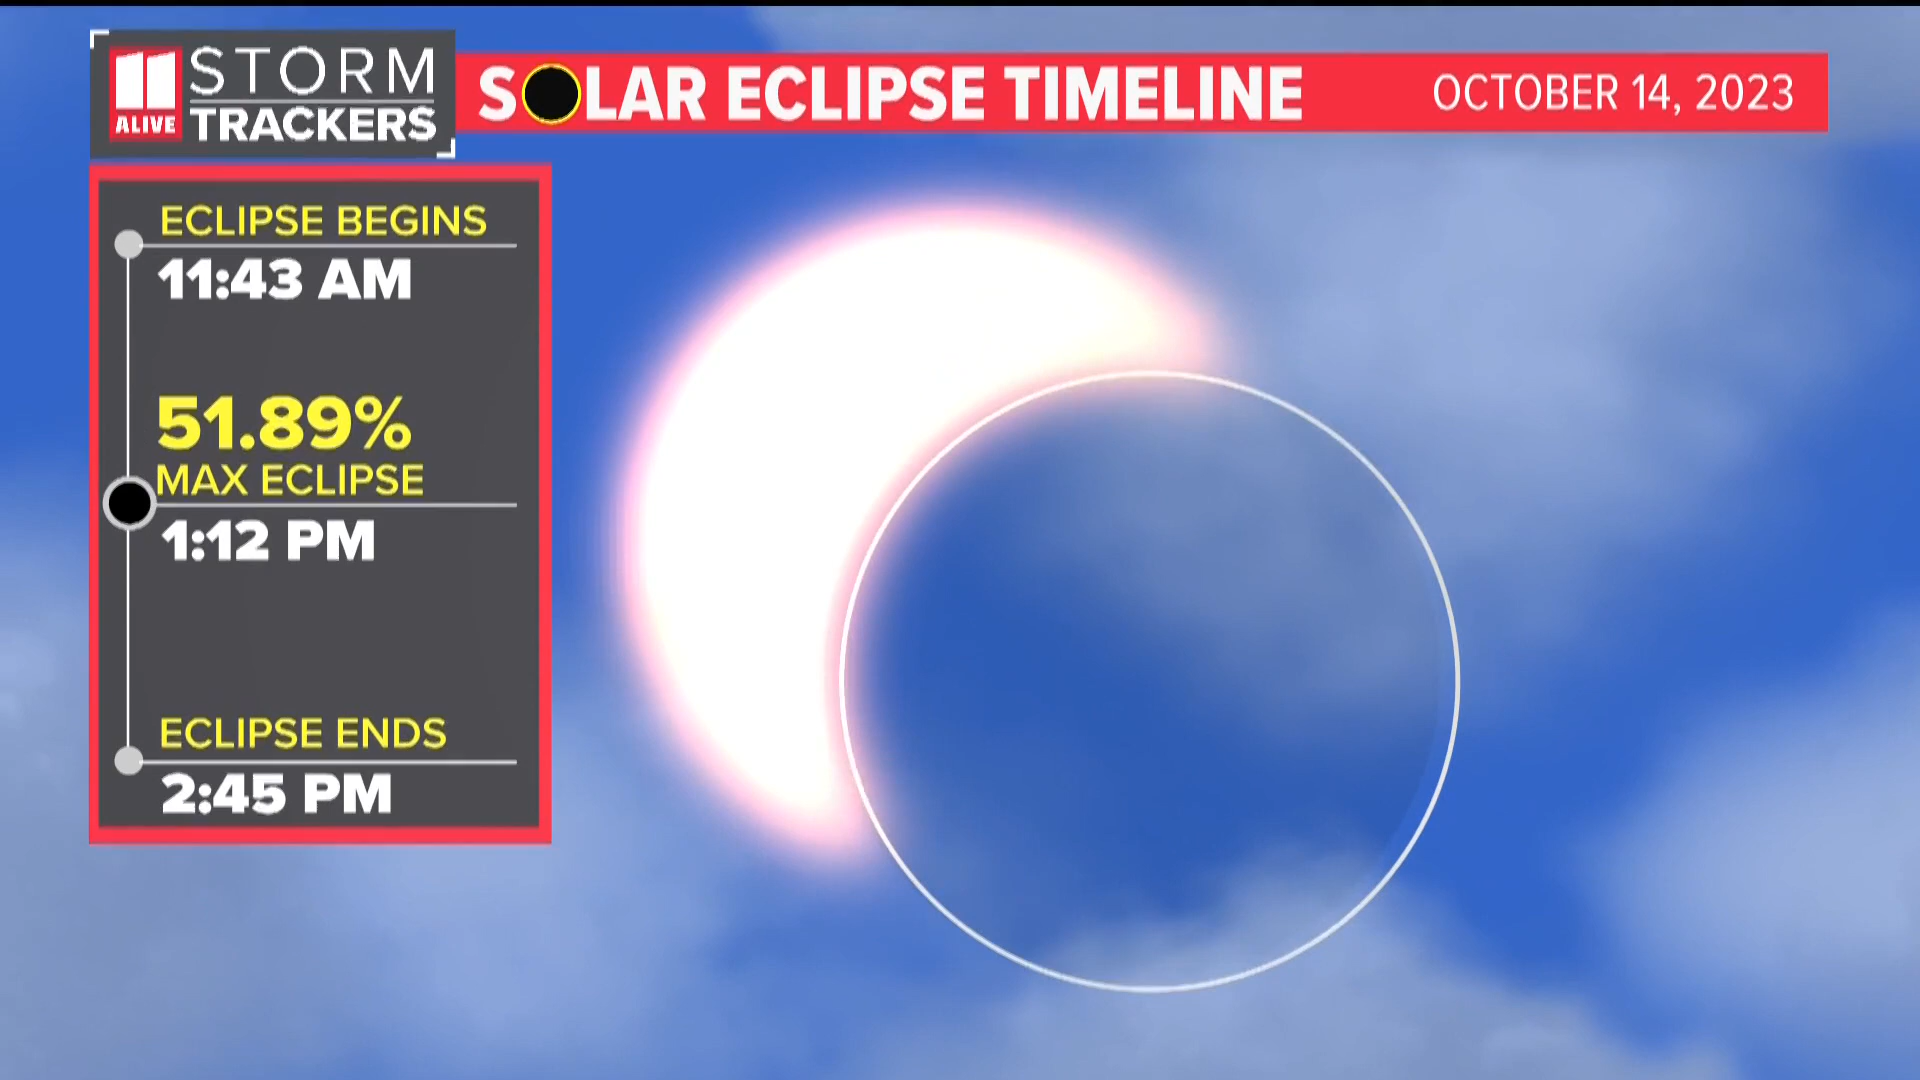 11 ALIVE
STORM
TRACKERS
SOLAR ECLIPSE TIMELINE
OCTOBER 14, 2023
ECLIPSE BEGINS
11:43 AM
51.89%
MAX ECLIPSE
1:12 PM
ECLIPSE ENDS
2:45 PM